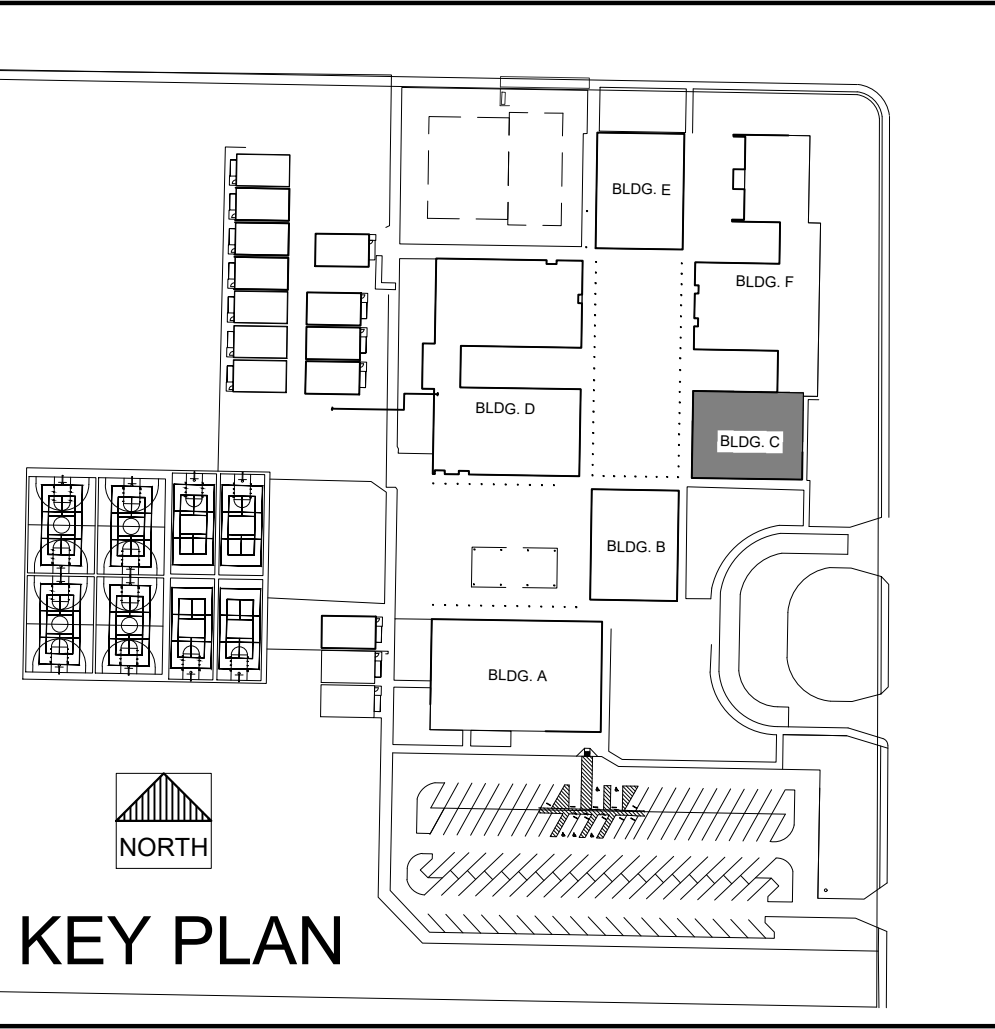 BLDG. E
BLDG. F
BLDG. D
BLDG. C
BLDG. B
BLDG. A
NORTH
KEY PLAN